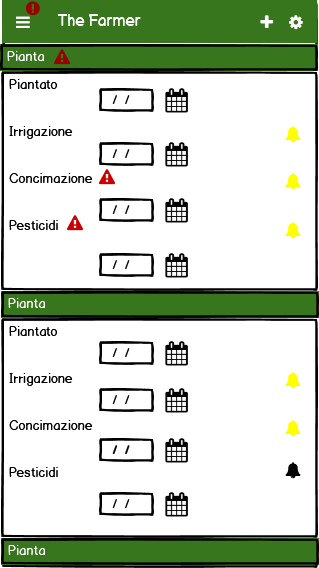 The Farmer
Pianta
Piantato
/ /
Irrigazione
/ /
Concimazione
/ /
Pesticidi
/ /
Pianta
Piantato
/ /
Irrigazione
/ /
Concimazione
/ /
Pesticidi
/ /
Pianta